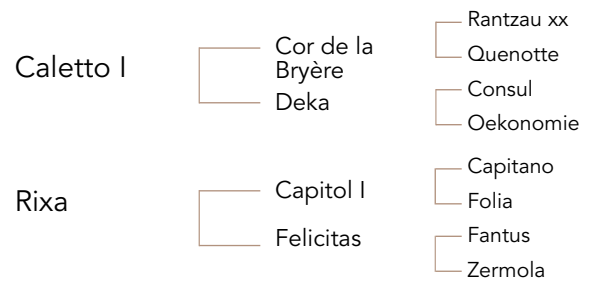 Caletto I
Cor de la
Bryère
Deka
Rantzau xx
Quenotte
Consul
Oekonomie
Rixa
Capitol I
Felicitas
Capitano
Folia
Fantus
Zermola